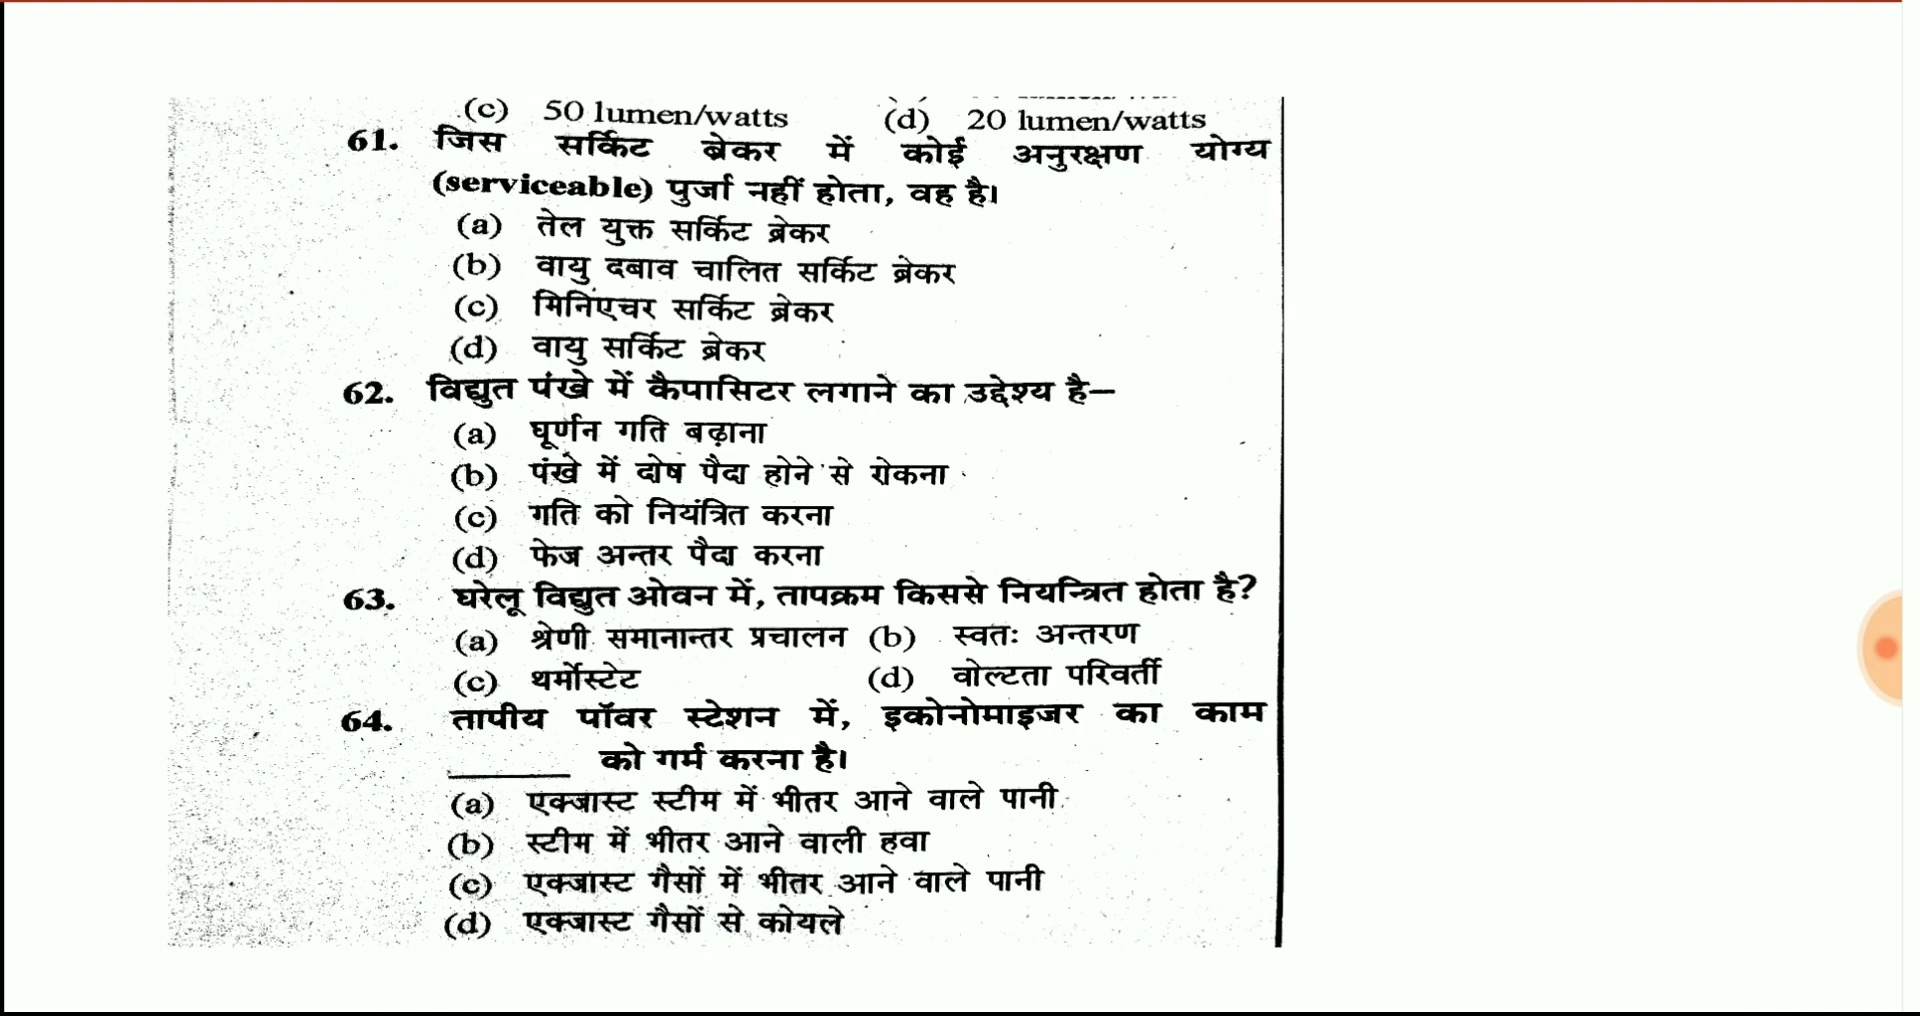 (c) 50 lumen/watts (d) 20 lumen/watts
61. जिस सर्किट ब्रेकर में कोई अनुरक्षण योग्य
(serviceable) पुर्जा नहीं होता, वह है।
(a) तेल युक्त सर्किट ब्रेकर
(b) वायु दबाव चालित सर्किट ब्रेकर
(c) मिनिएचर सर्किट ब्रेकर
(d) वायु सर्किट ब्रेकर
62. विद्युत पंखे में कैपासिटर लगाने का उद्देश्य है–
(a) घूर्णन गति बढ़ाना
(b) पंखे में दोष पैदा होने से रोकना
(c) गति को नियंत्रित करना
(d) फेज अन्तर पैदा करना
63. घरेलू विद्युत ओवन में, तापक्रम किससे नियन्त्रित होता है?
(a) श्रेणी समानान्तर प्रचालन (b) स्वतः अन्तरण
(c) थर्मोस्टेट (d) वोल्टता परिवर्ती
64. तापीय पॉवर स्टेशन में, इकोनोमाइजर का काम
________ को गर्म करना है।
(a) एक्जास्ट स्टीम में भीतर आने वाले पानी
(b) स्टीम में भीतर आने वाली हवा
(c) एक्जास्ट गैसों में भीतर आने वाले पानी
(d) एक्जास्ट गैसों से कोयले